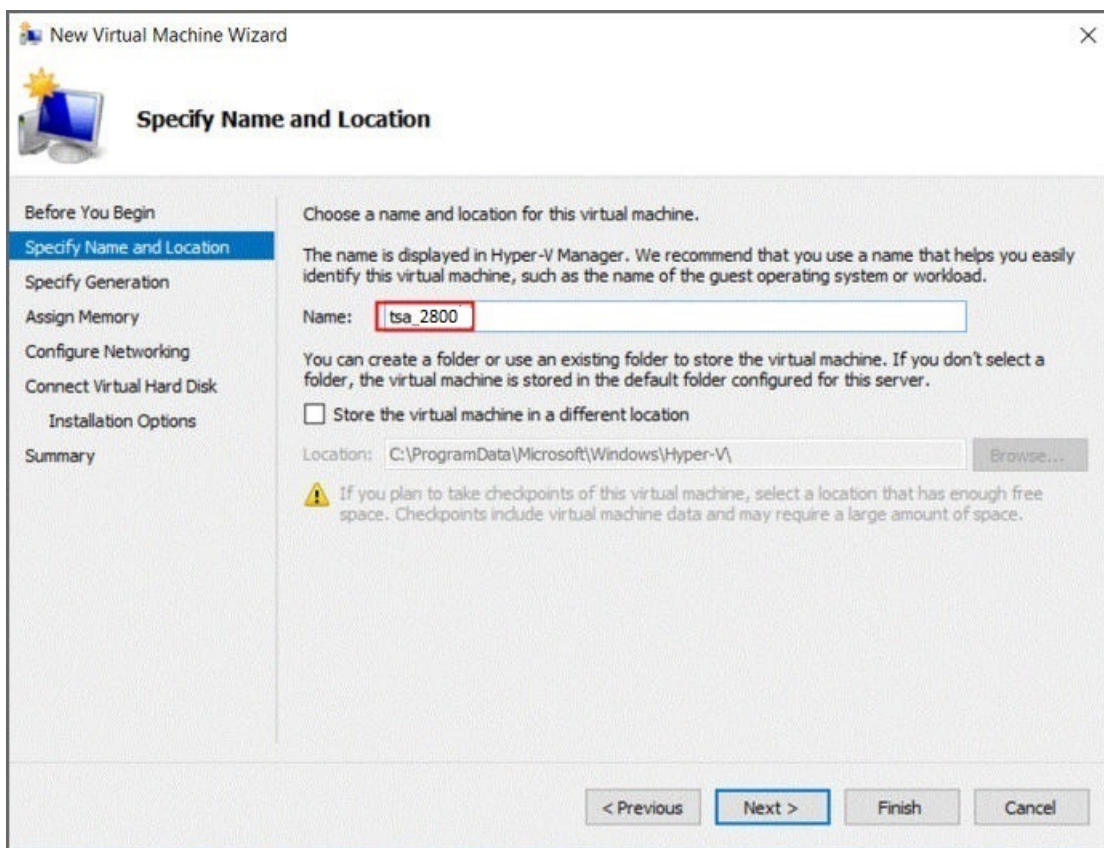 New Virtual Machine Wizard
Specify Name and Location
Before You Begin
Specify Name and Location
Specify Generation
Assign Memory
Configure Networking
Connect Virtual Hard Disk
Installation Options
Summary
Choose a name and location for this virtual machine.
The name is displayed in Hyper-V Manager. We recommend that you use a name that helps you easily
identify this virtual machine, such as the name of the guest operating system or workload.
Name: tsa_2800
You can create a folder or use an existing folder to store the virtual machine. If you don't select a
folder, the virtual machine is stored in the default folder configured for this server.
Store the virtual machine in a different location
Location: C:\ProgramData\Microsoft\Windows\Hyper-V\ Browse...
If you plan to take checkpoints of this virtual machine, select a location that has enough free
space. Checkpoints include virtual machine data and may require a large amount of space.
< Previous Next > Finish Cancel